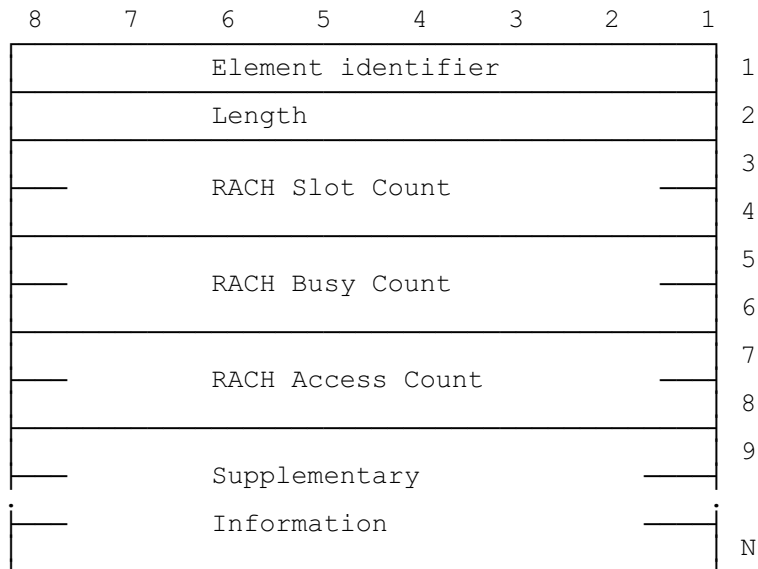 8 7 6 5 4 3 2 1
Element identifier 1
Length 2
3
RACH Slot Count
4
5
RACH Busy Count
6
7
RACH Access Count
8
9
Supplementary
Information
N